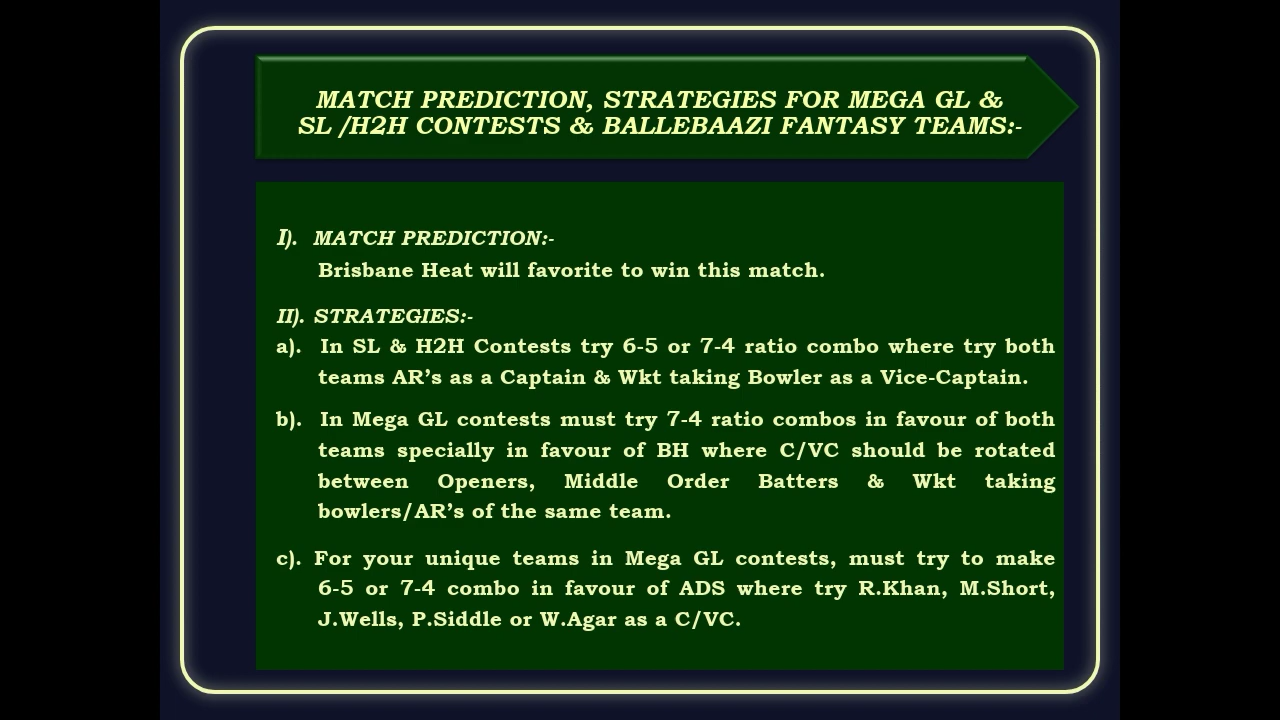 MATCH PREDICTION, STRATEGIES FOR MEGA GL &
SL /H2H CONTESTS & BALLEBAAZI FANTASY TEAMS:-
I). MATCH PREDICTION:-
Brisbane Heat will favorite to win this match.
II). STRATEGIES:-
a). In SL & H2H Contests try 6-5 or 7-4 ratio combo where try both
teams AR’s as a Captain & Wkt taking Bowler as a Vice-Captain.
b). In Mega GL contests must try 7-4 ratio combos in favour of both
teams specially in favour of BH where C/VC should be rotated
between Openers, Middle Order Batters & Wkt taking
bowlers/AR’s of the same team.
c). For your unique teams in Mega GL contests, must try to make
6-5 or 7-4 combo in favour of ADS where try R.Khan, M.Short,
J.Wells, P.Siddle or W.Agar as a C/VC.